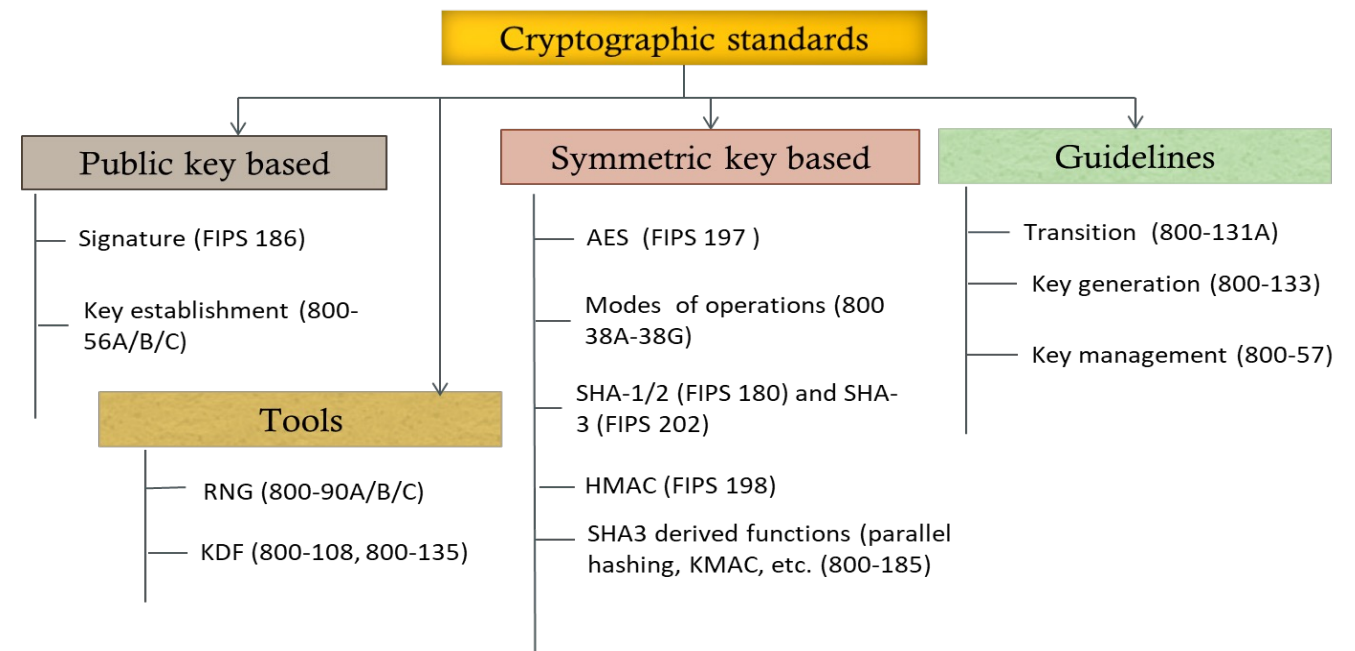 Cryptographic standards
Public key based
Signature (FIPS 186)
Key establishment (800-
56A/B/C)
Tools
RNG (800-90A/B/C)
KDF (800-108, 800-135)
Symmetric key based
AES (FIPS 197 )
Modes of operations (800
38A-38G)
SHA-1/2 (FIPS 180) and SHA-
3 (FIPS 202)
HMAC (FIPS 198)
SHA3 derived functions (parallel
hashing, KMAC, etc. (800-185)
Guidelines
Transition (800-131A)
Key generation (800-133)
Key management (800-57)